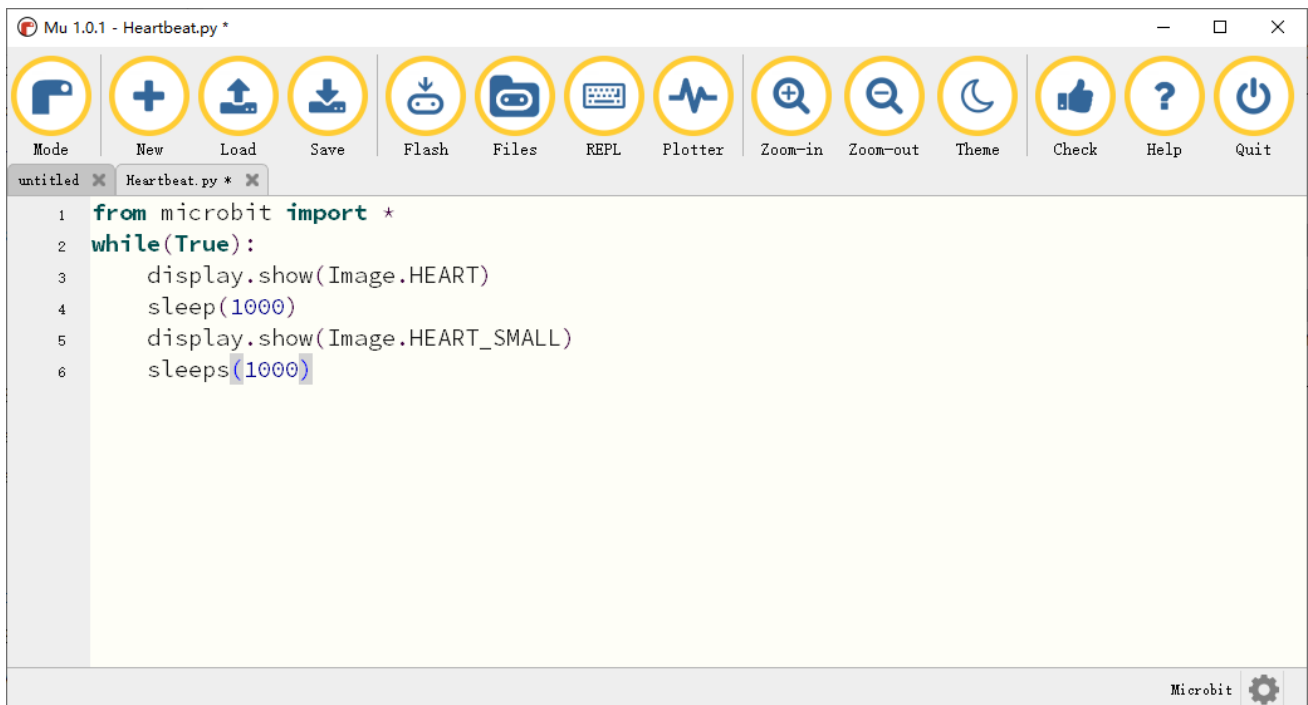 Mu 1.0.1 - Heartbeat.py *
Mode New Load Save Flash Files REPL Plotter Zoom-in Zoom-out Theme Check Help Quit
untitled Heartbeat.py *
1 from microbit import *
2 while(True):
3     display.show(Image.HEART)
4     sleep(1000)
5     display.show(Image.HEART_SMALL)
6     sleeps(1000)
Microbit